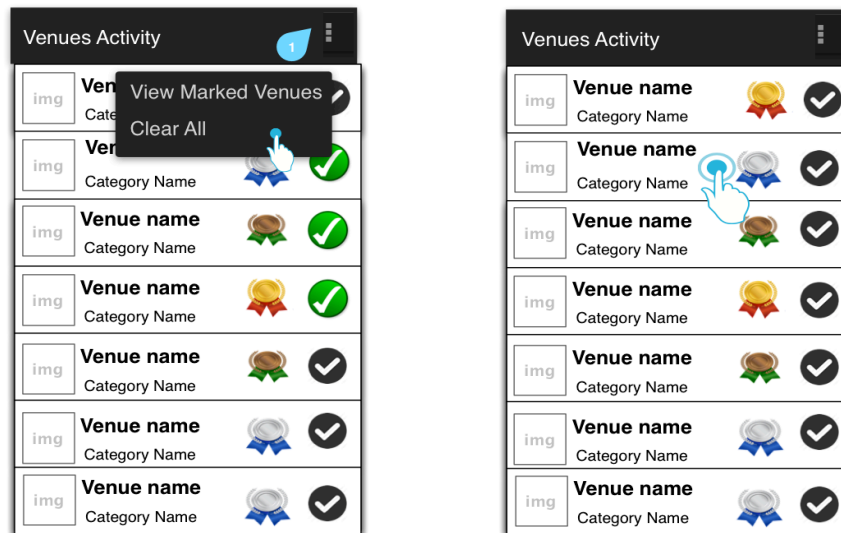 Venues Activity
1
img
Ven
Cate
View Marked Venues
Clear All
img
Ver
Category Name
img
Venue name
Category Name
img
Venue name
Category Name
img
Venue name
Category Name
img
Venue name
Category Name
img
Venue name
Category Name
Venues Activity
img
Venue name
Category Name
img
Venue name
Category Name
img
Venue name
Category Name
img
Venue name
Category Name
img
Venue name
Category Name
img
Venue name
Category Name
img
Venue name
Category Name